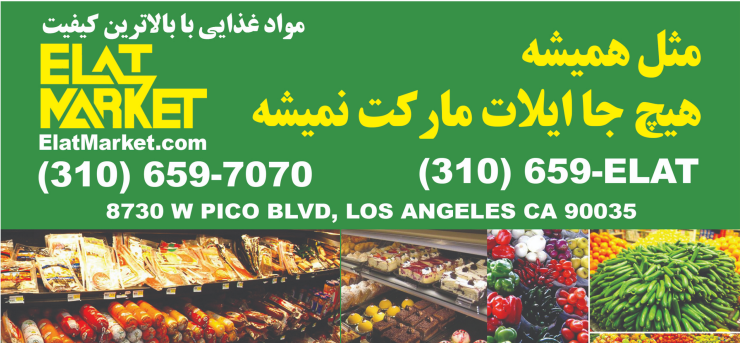 مواد غذایی با بالاترین کیفیت
ELAT
MARKET
ElatMarket.com
(310) 659-7070
مثل همیشه
هیچ جا ایلات مارکت نمیشه
(310) 659-ELAT
8730 W PICO BLVD, LOS ANGELES CA 90035